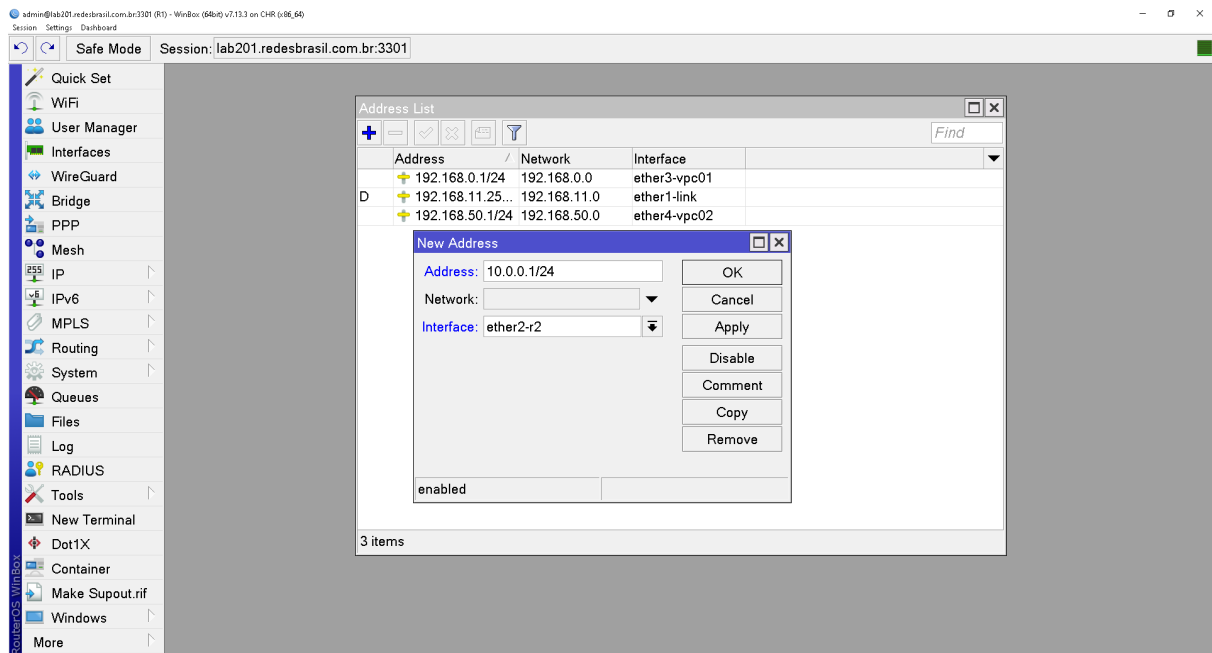 admin@lab201.redesbrasil.com.br:3301 (R1) - WinBox (64bit) v7.13.3 on CHR (x86_64)
Session Settings Dashboard
Safe Mode Session: lab201.redesbrasil.com.br:3301
Quick Set
WiFi
User Manager
Interfaces
WireGuard
Bridge
PPP
Mesh
255 IP
v6 IPv6
MPLS
Routing
System
Queues
Files
Log
RADIUS
Tools
New Terminal
Dot1X
Container
Make Supout.rif
Windows
More
RouterOS WinBox
Address List
Find
Address / Network Interface
192.168.0.1/24 192.168.0.0 ether3-vpc01
D 192.168.11.25... 192.168.11.0 ether1-link
192.168.50.1/24 192.168.50.0 ether4-vpc02
New Address
Address: 10.0.0.1/24 OK
Network: Cancel
Interface: ether2-r2 Apply
Disable
Comment
Copy
Remove
enabled
3 items